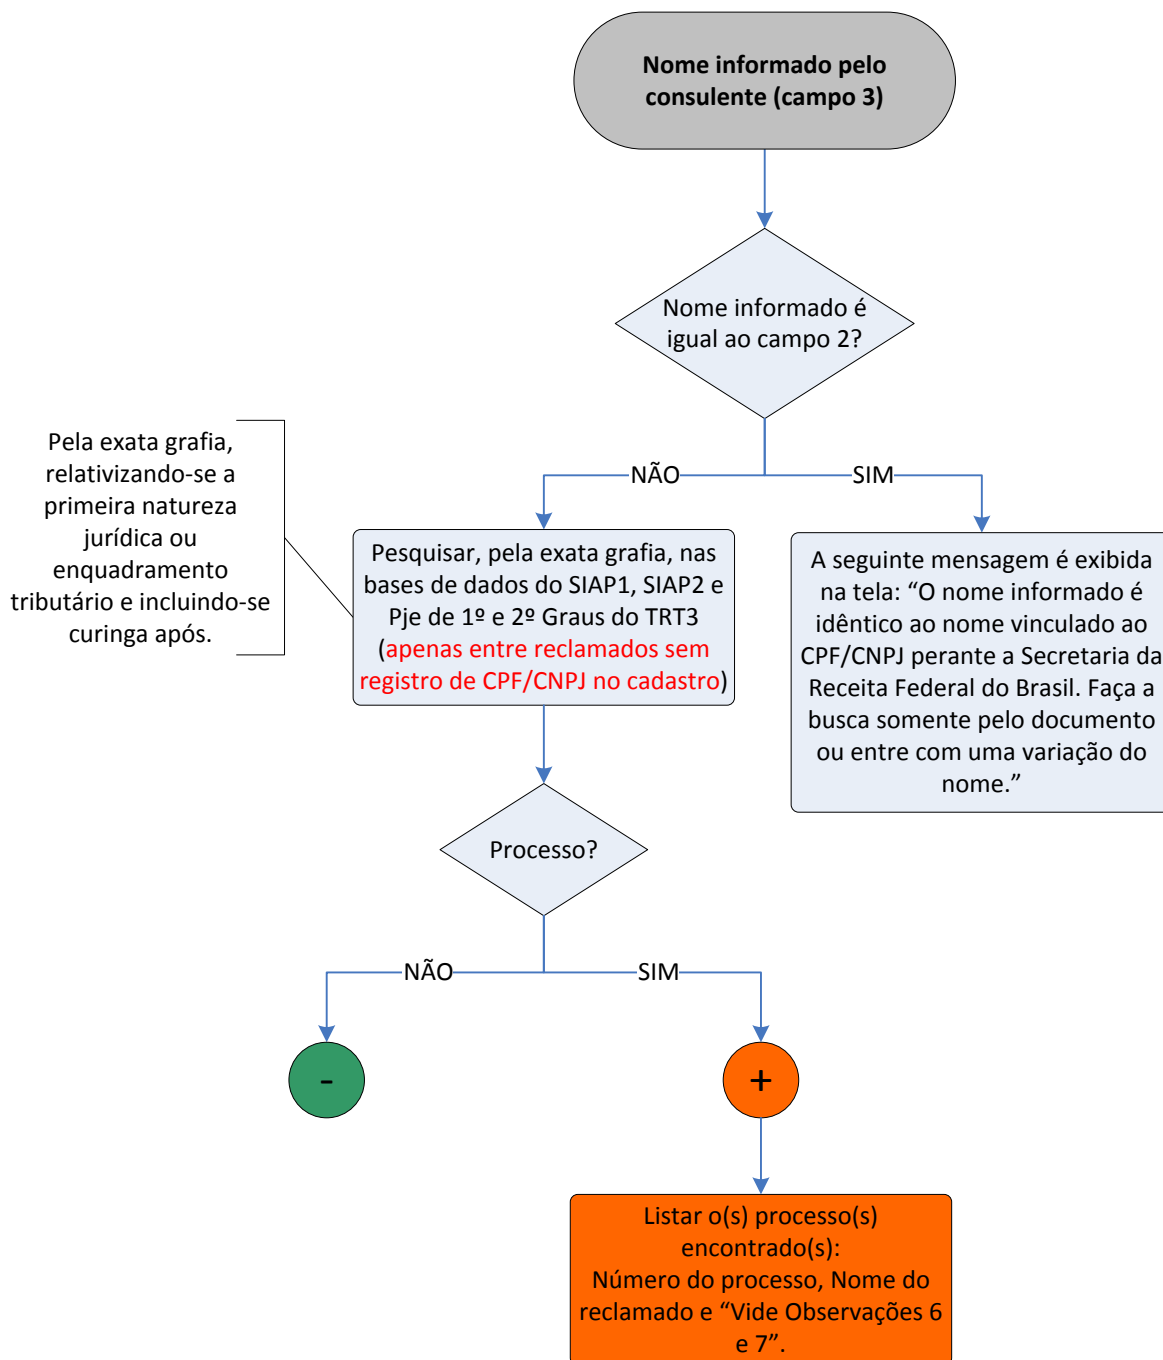 Nome informado pelo
consulente (campo 3)
Nome informado é
igual ao campo 2?
NÃO
SIM
Pela exata grafia,
relativizando-se a
primeira natureza
jurídica ou
enquadramento
tributário e incluindo-se
curinga após.
Pesquisar, pela exata grafia, nas
bases de dados do SIAP1, SIAP2 e
Pje de 1º e 2º Graus do TRT3
(apenas entre reclamados sem
registro de CPF/CNPJ no cadastro)
A seguinte mensagem é exibida
na tela: “O nome informado é
idêntico ao nome vinculado ao
CPF/CNPJ perante a Secretaria da
Receita Federal do Brasil. Faça a
busca somente pelo documento
ou entre com uma variação do
nome.”
Processo?
NÃO
SIM
-
+
Listar o(s) processo(s)
encontrado(s):
Número do processo, Nome do
reclamado e “Vide Observações 6
e 7”.